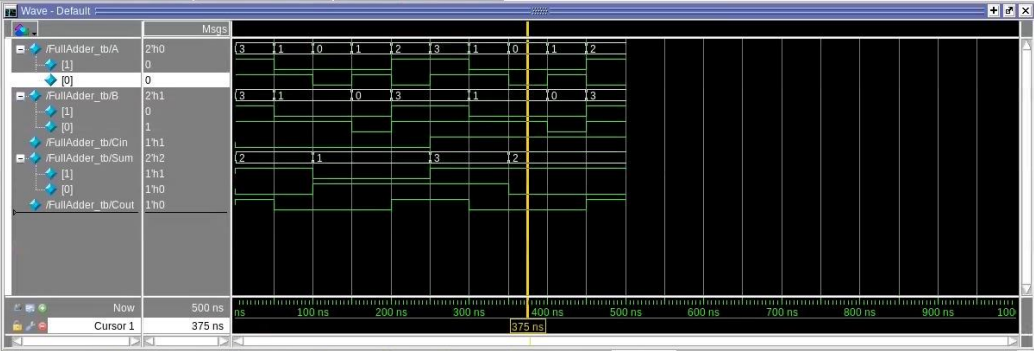 Wave - Default
Msgs
/FullAdder_tb/A 2'h0 3 1 0 1 2 3 1 0 1 2
[1] 0
[0] 0
/FullAdder_tb/B 2'h1 3 1 0 3 1 0 3
[1] 0
[0] 1
/FullAdder_tb/Cin 1'h1
/FullAdder_tb/Sum 2'h2 2 1 3 2
[1] 1'h1
[0] 1'h0
/FullAdder_tb/Cout 1'h0
Now 500 ns ns 100 ns 200 ns 300 ns 400 ns 500 ns 600 ns 700 ns 800 ns 900 ns 100
Cursor 1 375 ns 375 ns